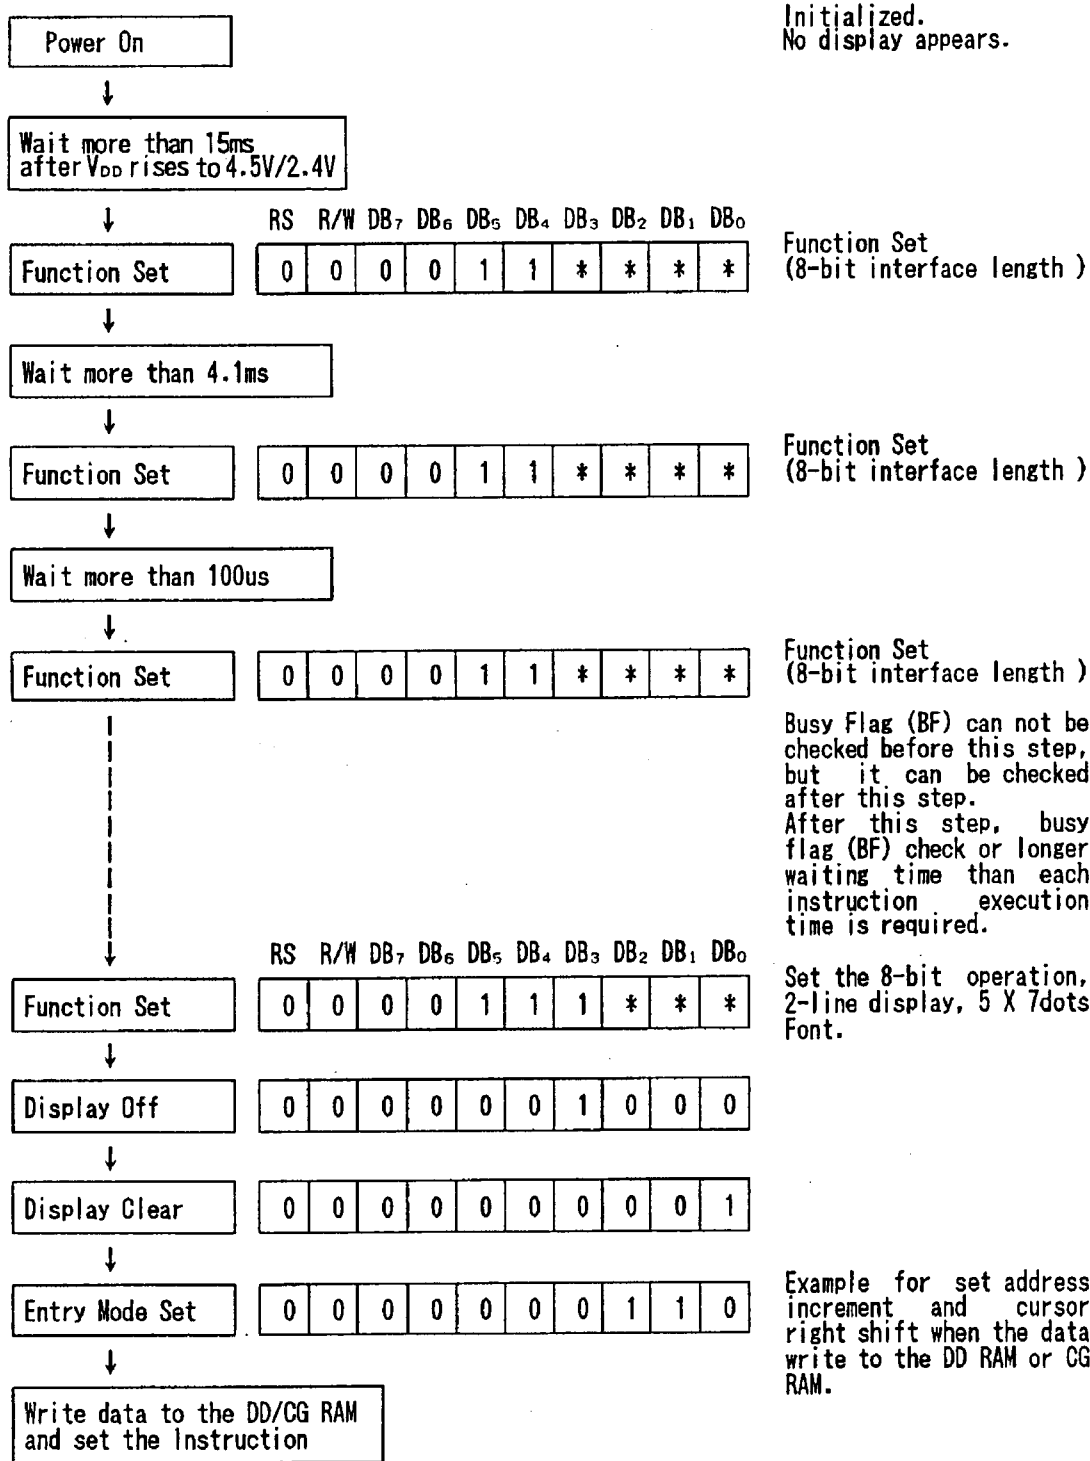 Initialized.
Power On
No display appears.
Wait more than 15ms
after VDD rises to 4.5V/2.4V
RS R/W DB7 DB6 DB5 DB4 DB3 DB2 DB1 DB0
Function Set
Function Set 0 0 0 0 1 1 * * * *
(8-bit interface length )
Wait more than 4.1ms
Function Set
Function Set 0 0 0 0 1 1 * * * *
(8-bit interface length )
Wait more than 100us
Function Set
Function Set 0 0 0 0 1 1 * * * *
(8-bit interface length )
Busy Flag (BF) can not be
checked before this step,
but it can be checked
after this step.
After this step, busy
flag (BF) check or longer
waiting time than each
instruction execution
time is required.
RS R/W DB7 DB6 DB5 DB4 DB3 DB2 DB1 DB0
Function Set 0 0 0 0 1 1 1 * * *
Set the 8-bit operation,
2-line display, 5 X 7dots
Font.
Display Off 0 0 0 0 0 0 1 0 0 0
Display Clear 0 0 0 0 0 0 0 0 0 1
Entry Mode Set 0 0 0 0 0 0 0 1 1 0
Example for set address
increment and cursor
right shift when the data
write to the DD RAM or CG
RAM.
Write data to the DD/CG RAM
and set the Instruction